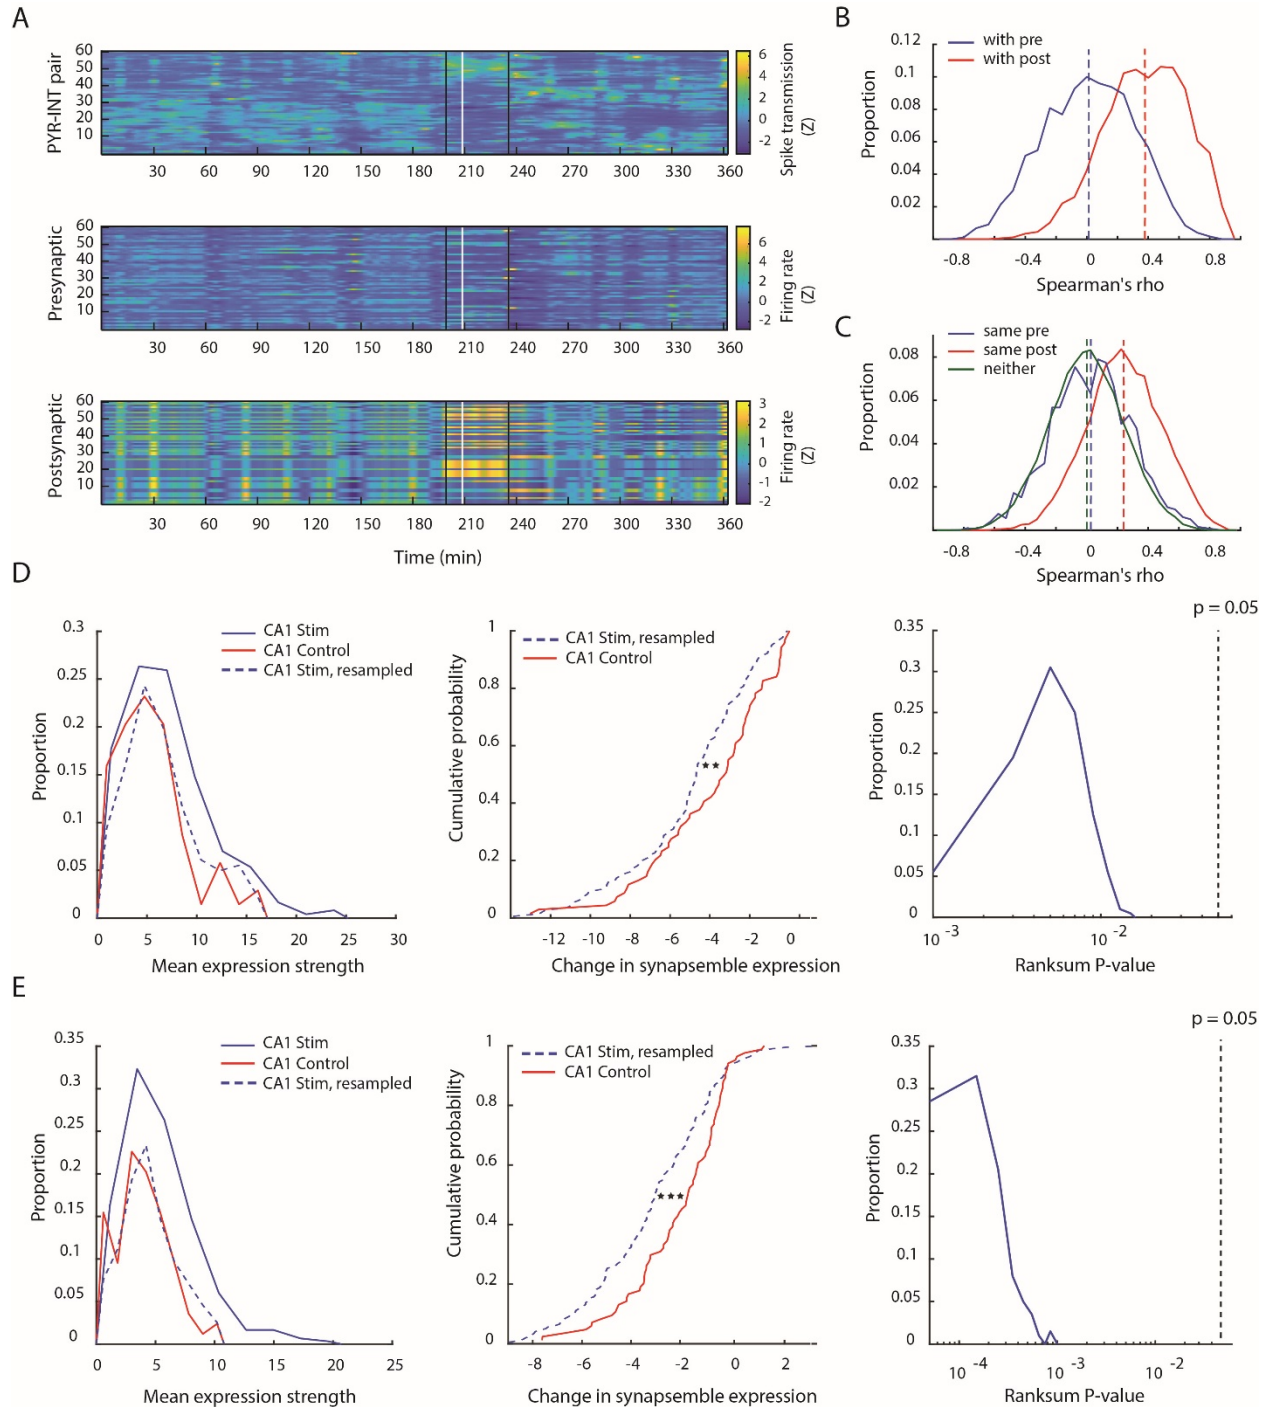 A
PYR-INT pair
60
50
40
30
20
10
30 60 90 120 150 180 210 240 270 300 330 360
6
4
2
0
-2
Spike transmission
(Z)
Presynaptic
60
50
40
30
20
10
30 60 90 120 150 180 210 240 270 300 330 360
6
4
2
0
-2
Firing rate
(Z)
Postsynaptic
60
50
40
30
20
10
30 60 90 120 150 180 210 240 270 300 330 360
3
2
1
0
-1
-2
Firing rate
(Z)
Time (min)
B
with pre
with post
Proportion
0.12
0.1
0.08
0.06
0.04
0.02
-0.8 -0.4 0 0.4 0.8
Spearman's rho
C
same pre
same post
neither
Proportion
0.08
0.06
0.04
0.02
-0.8 -0.4 0 0.4 0.8
Spearman's rho
D
CA1 Stim
CA1 Control
CA1 Stim, resampled
Proportion
0.3
0.25
0.2
0.15
0.1
0.05
0
0 5 10 15 20 25 30
Mean expression strength
CA1 Stim, resampled
CA1 Control
Cumulative probability
1
0.8
0.6
0.4
0.2
0
★★
-12 -10 -8 -6 -4 -2 0
Change in synapsemble expression
p = 0.05
Proportion
0.35
0.3
0.25
0.2
0.15
0.1
0.05
0
10-3 10-2
Ranksum P-value
E
CA1 Stim
CA1 Control
CA1 Stim, resampled
Proportion
0.35
0.3
0.25
0.2
0.15
0.1
0.05
0
0 5 10 15 20 25
Mean expression strength
CA1 Stim, resampled
CA1 Control
Cumulative probability
1
0.8
0.6
0.4
0.2
0
★★★
-8 -6 -4 -2 0 2
Change in synapsemble expression
p = 0.05
Proportion
0.35
0.3
0.25
0.2
0.15
0.1
0.05
0
10-4 10-3 10-2
Ranksum P-value